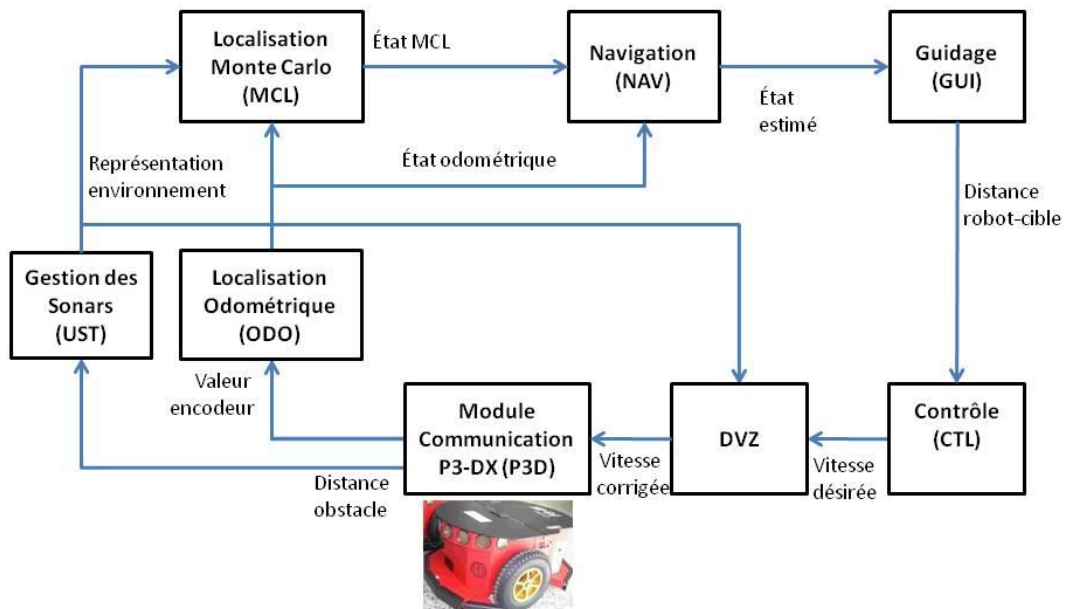 Localisation
Monte Carlo
(MCL)
État MCL
Navigation
(NAV)
État
estimé
Guidage
(GUI)
Représentation
environnement
État odométrique
Distance
robot-cible
Gestion des
Sonars
(UST)
Localisation
Odométrique
(ODO)
Valeur
encodeur
Module
Communication
P3-DX (P3D)
Distance
obstacle
Vitesse
corrigée
DVZ
Vitesse
désirée
Contrôle
(CTL)